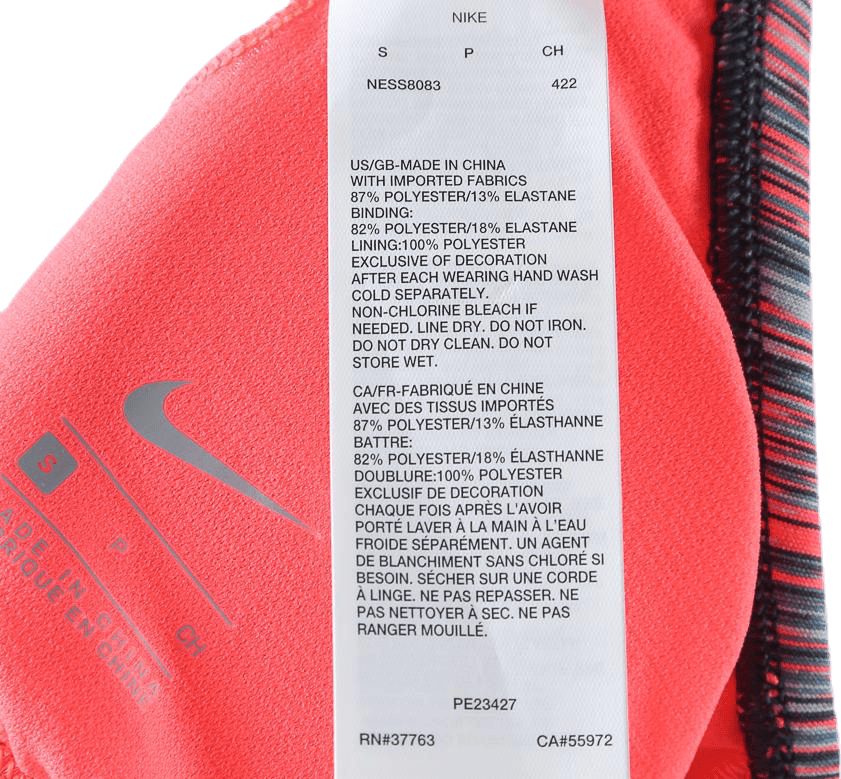 NIKE
S P CH
NESS8083 422
US/GB-MADE IN CHINA
WITH IMPORTED FABRICS
87% POLYESTER/13% ELASTANE
BINDING:
82% POLYESTER/18% ELASTANE
LINING:100% POLYESTER
EXCLUSIVE OF DECORATION
AFTER EACH WEARING HAND WASH
COLD SEPARATELY.
NON-CHLORINE BLEACH IF
NEEDED. LINE DRY. DO NOT IRON.
DO NOT DRY CLEAN. DO NOT
STORE WET.
CA/FR-FABRIQUÉ EN CHINE
AVEC DES TISSUS IMPORTÉS
87% POLYESTER/13% ÉLASTHANNE
BATTRE:
82% POLYESTER/18% ÉLASTHANNE
DOUBLURE:100% POLYESTER
EXCLUSIF DE DECORATION
CHAQUE FOIS APRÈS L'AVOIR
PORTÉ LAVER À LA MAIN À L'EAU
FROIDE SÉPARÉMENT. UN AGENT
DE BLANCHIMENT SANS CHLORÉ SI
BESOIN. SÉCHER SUR UNE CORDE
À LINGE. NE PAS REPASSER. NE
PAS NETTOYER À SEC. NE PAS
RANGER MOUILLÉ.
PE23427
RN#37763 CA#55972
S
P
CH
ADE IN CHINA
RIQUE EN CHINE